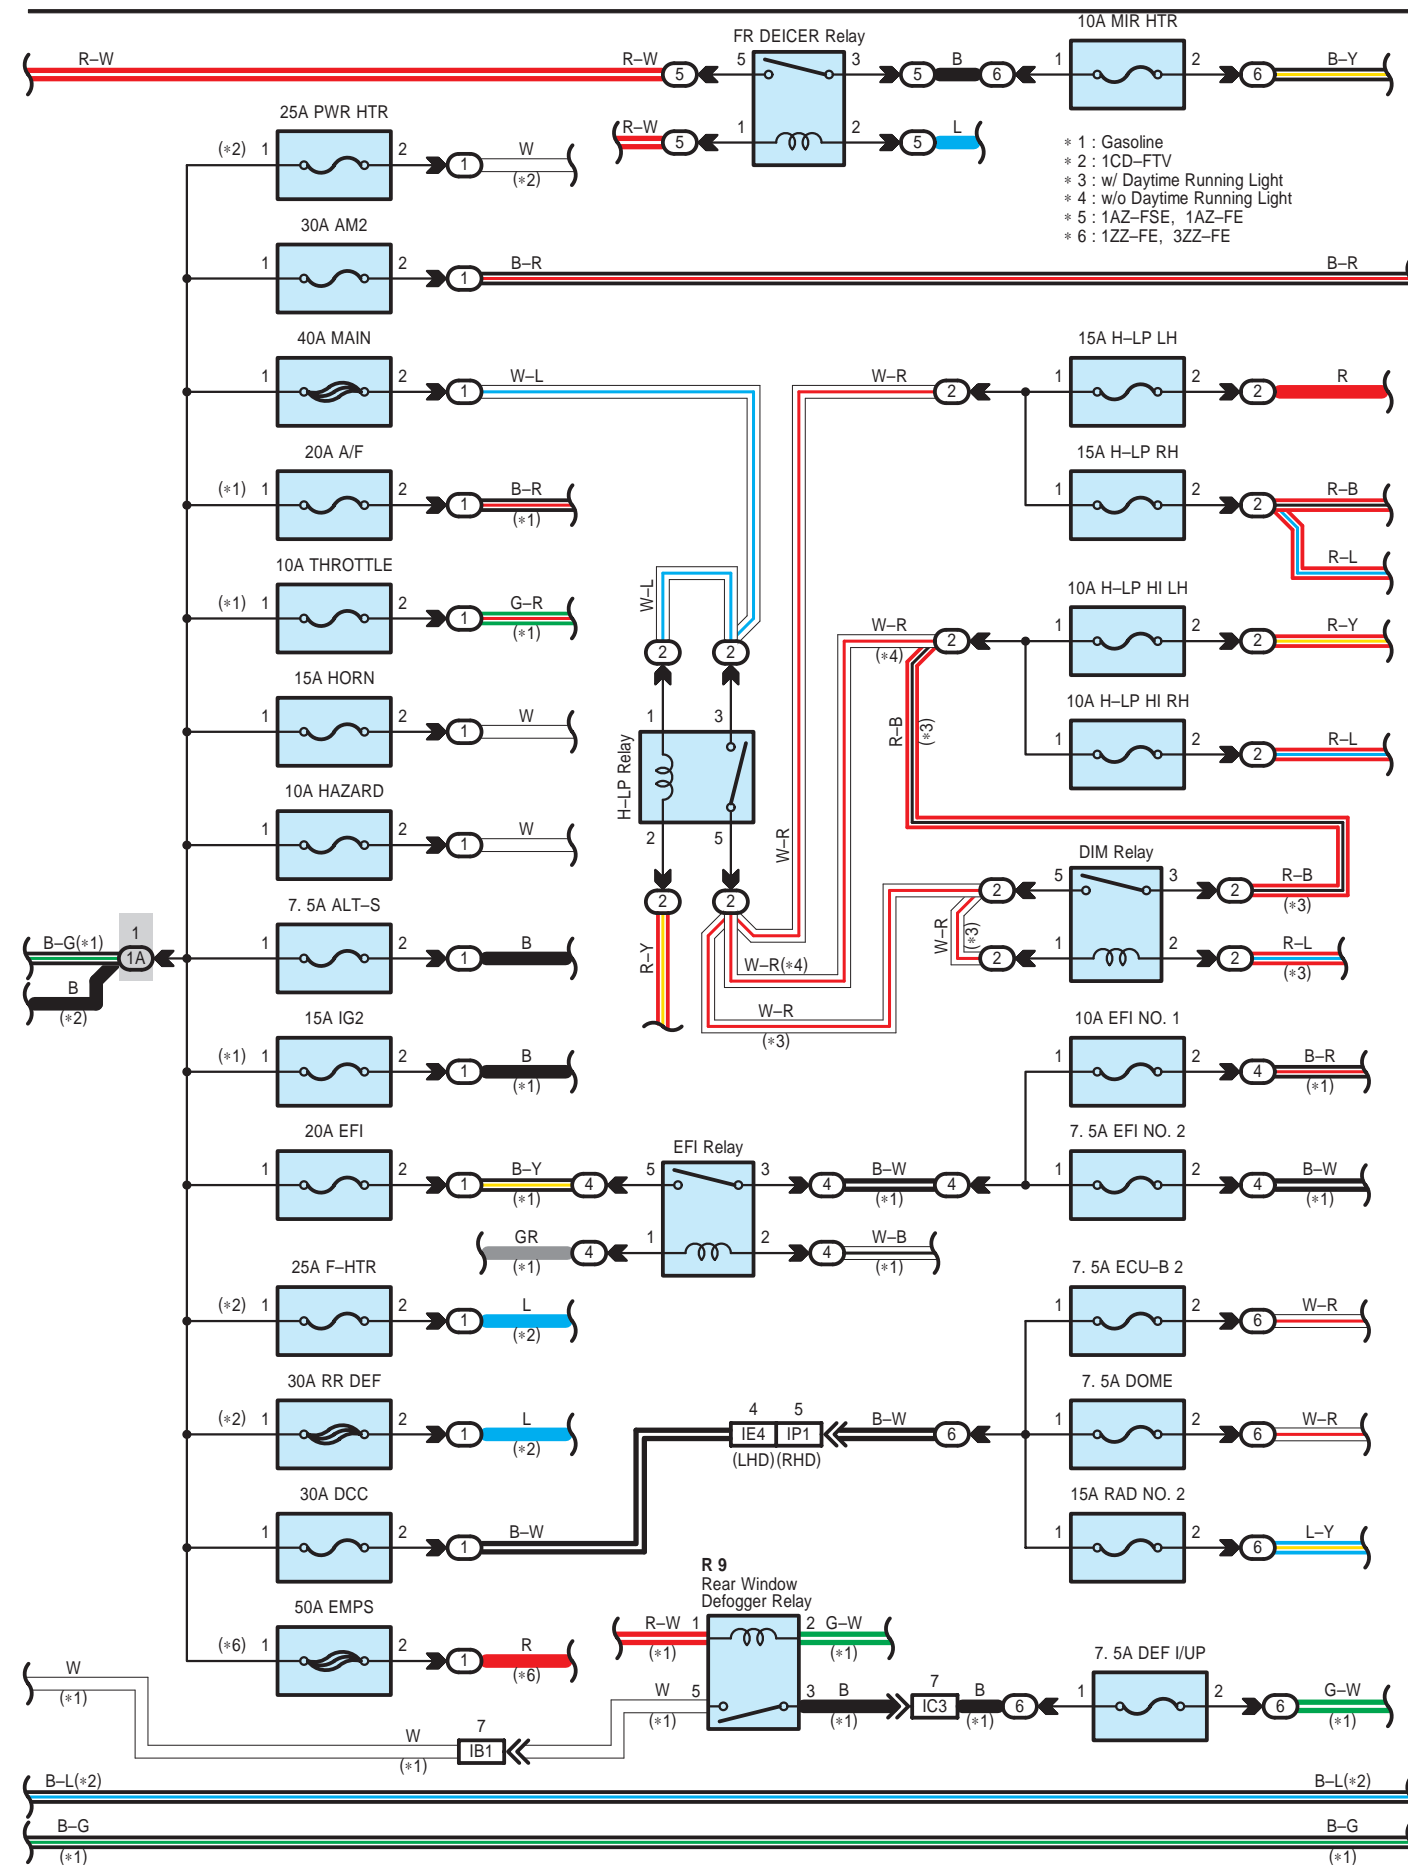 10A MIR HTR
FR DEICER Relay
R–W R–W 5 5 3 5 B 6 1 2 6 B–Y
R–W 5 1 2 5 L
25A PWR HTR
(*2) 1 2 1 W (*2)
* 1 : Gasoline
* 2 : 1CD–FTV
* 3 : w/ Daytime Running Light
* 4 : w/o Daytime Running Light
* 5 : 1AZ–FSE, 1AZ–FE
* 6 : 1ZZ–FE, 3ZZ–FE
30A AM2
1 2 1 B–R B–R
40A MAIN
1 2 1 W–L
W–R 2
15A H–LP LH
1 2 2 R
20A A/F
(*1) 1 2 1 B–R (*1)
15A H–LP RH
1 2 2 R–B
R–L
10A THROTTLE
(*1) 1 2 1 G–R (*1)
W–L
2 2
10A H–LP HI LH
W–R (*4) 2 1 2 2 R–Y
15A HORN
1 2 1 W
10A H–LP HI RH
1 2 2 R–L
R–B (*3)
H–LP Relay
1 3
2 5
2 2
10A HAZARD
1 2 1 W
W–R
DIM Relay
2 5 3 2 R–B (*3)
W–R (*3)
2 1 2 2 R–L (*3)
7. 5A ALT–S
1 2 1 B
1
B–G(*1) 1A
B
(*2)
R–Y
W–R(*4)
W–R
(*3)
15A IG2
(*1) 1 2 1 B (*1)
10A EFI NO. 1
1 2 4 B–R (*1)
20A EFI
1 2 1 B–Y (*1) 4
EFI Relay
5 3 4 B–W (*1) 4
7. 5A EFI NO. 2
1 2 4 B–W (*1)
GR (*1) 4 1 2 4 W–B (*1)
25A F–HTR
(*2) 1 2 1 L (*2)
7. 5A ECU–B 2
1 2 6 W–R
30A RR DEF
(*2) 1 2 1 L (*2)
4 5
IE4 IP1 B–W 6
(LHD) (RHD)
7. 5A DOME
1 2 6 W–R
30A DCC
1 2 1 B–W
15A RAD NO. 2
1 2 6 L–Y
R 9
Rear Window
Defogger Relay
50A EMPS
(*6) 1 2 1 R (*6)
R–W 1 2 G–W
(*1) (*1)
7. 5A DEF I/UP
W
(*1)
W 5 3 B 7 IC3 B 6 1 2 6 G–W
(*1) (*1) (*1) (*1)
W 7
(*1) IB1
B–L(*2) B–L(*2)
B–G B–G
(*1) (*1)